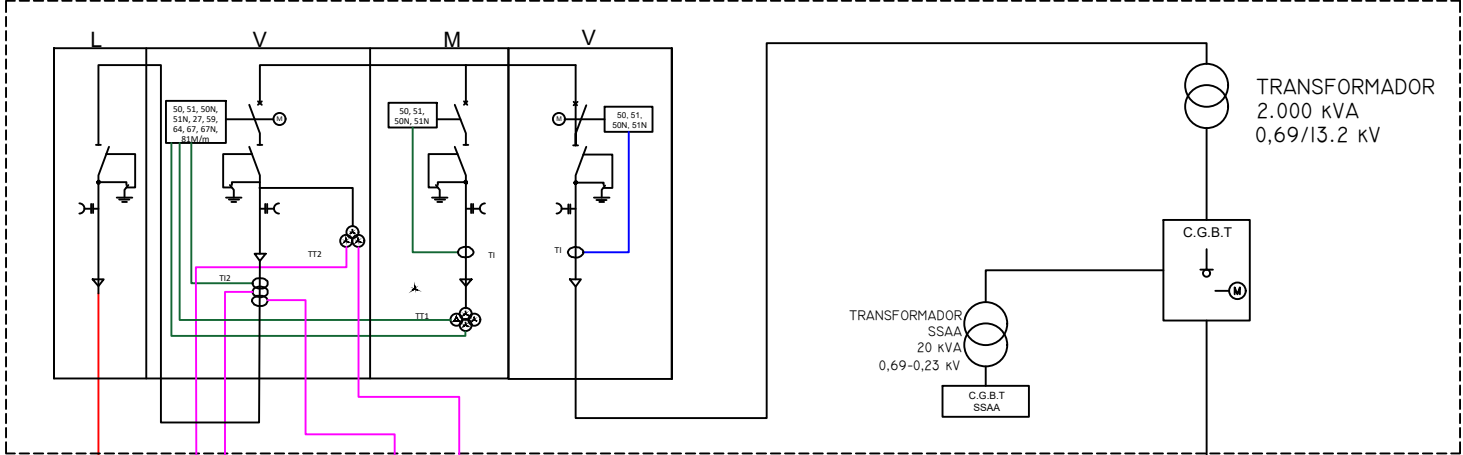 L
V
M
V
50, 51, 50N,
51N, 27, 59,
64, 67, 67N,
81M/m
M
50, 51,
50N, 51N
M
50, 51,
50N, 51N
TRANSFORMADOR
2.000 KVA
0,69/13.2 KV
C.G.B.T
M
TT2
TI
TI
TI2
TT1
TRANSFORMADOR
SSAA
20 KVA
0,69-0,23 KV
C.G.B.T
SSAA